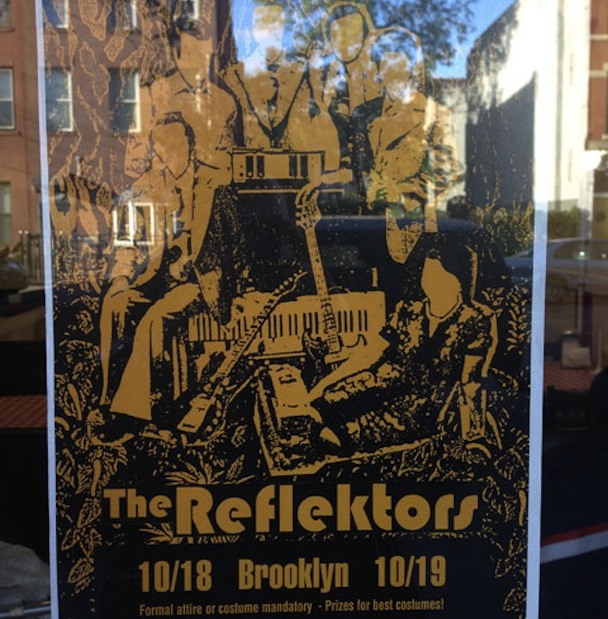 The Reflektors
10/18 Brooklyn 10/19
Formal attire or costume mandatory - Prizes for best costumes!